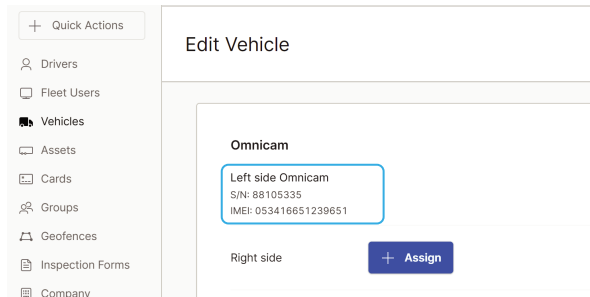 Quick Actions
Edit Vehicle
Drivers
Fleet Users
Vehicles
Assets
Cards
Groups
Geofences
Inspection Forms
Company
Omnicam
Left side Omnicam
S/N: 88105335
IMEI: 053416651239651
Right side
+ Assign